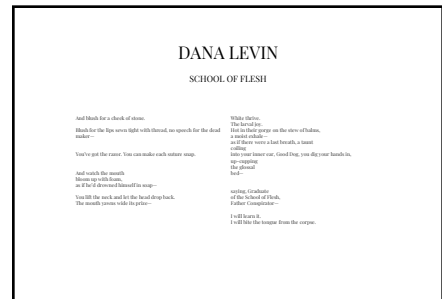 DANA LEVIN
SCHOOL OF FLESH
And blush for a cheek of stone.
Blush for the lips sewn tight with thread, no speech for the dead
maker—
You've got the razor. You can make each suture snap.
And watch the mouth
bloom up with foam,
as if he'd drowned himself in soap—
You lift the neck and let the head drop back.
The mouth yawns wide its prize—
White thrive.
The larval joy.
Hot in their gorge on the stew of balms,
a moist exhale—
as if there were a last breath, a taunt
calling
into your inner ear, Good Dog, you dig your hands in,
up-cupping
the glossal
bed—
saying, Graduate
of the School of Flesh,
Father Conspirator—
I will learn it.
I will bite the tongue from the corpse.